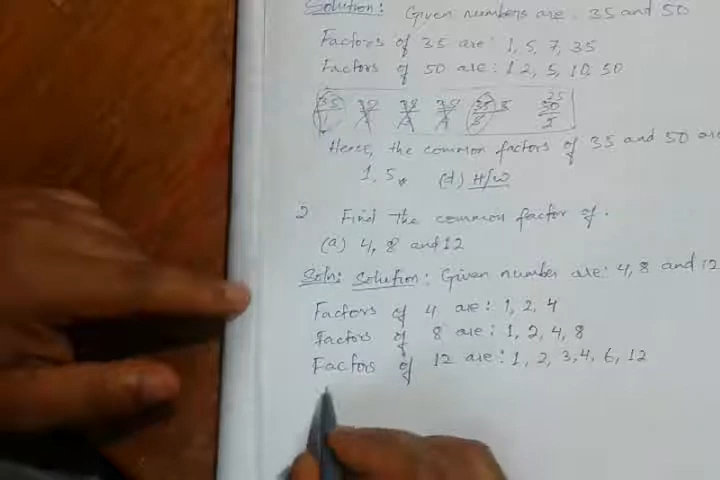 Solution: Given numbers are. 35 and 50
Factors of 35 are: 1, 5, 7, 35
Factors of 50 are: 1 2, 5, 10, 50
Hence, the common factors of 35 and 50 are
1, 5, (d) H/W
2 Find the common factor of.
(a) 4, 8 and 12
Soln: Solution: Given number are: 4, 8 and 12
Factors of 4 are: 1, 2, 4
Factors of 8 are: 1, 2, 4, 8
Factors of 12 are: 1, 2, 3, 4, 6, 12